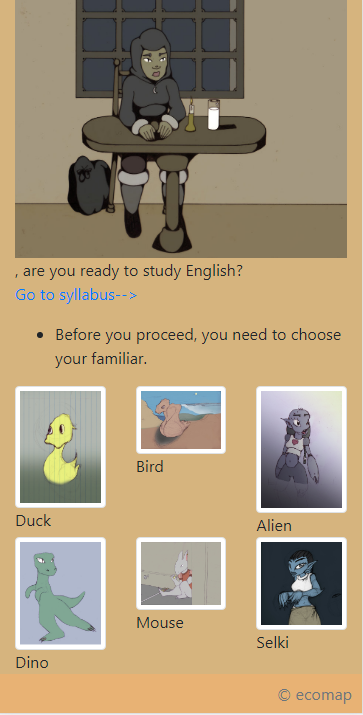 , are you ready to study English?
Go to syllabus-->
Before you proceed, you need to choose
your familiar.
Duck
Bird
Alien
Dino
Mouse
Selki
© ecomap